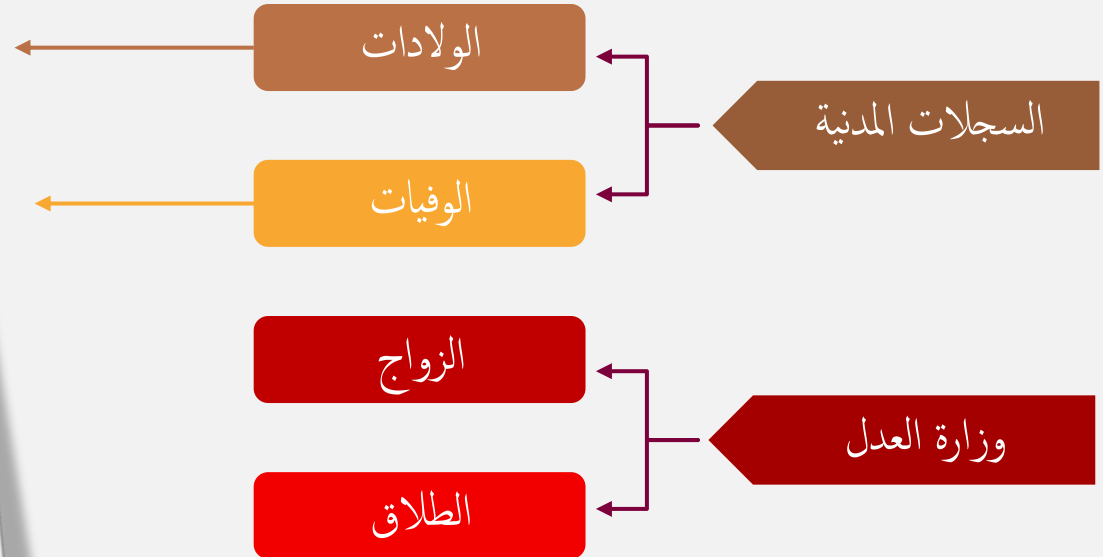 السجلات المدنية
الولادات
الوفيات
وزارة العدل
الزواج
الطلاق